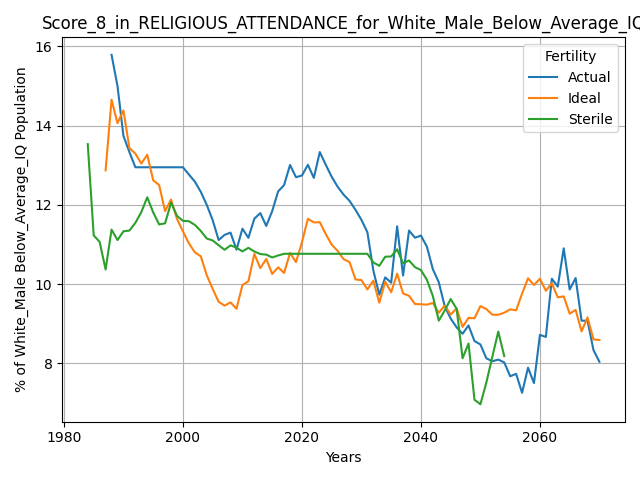 Score_8_in_RELIGIOUS_ATTENDANCE_for_White_Male_Below_Average_IQ
% of White_Male Below_Average_IQ Population
16
14
12
10
8
Fertility
Actual
Ideal
Sterile
1980
2000
2020
2040
2060
Years